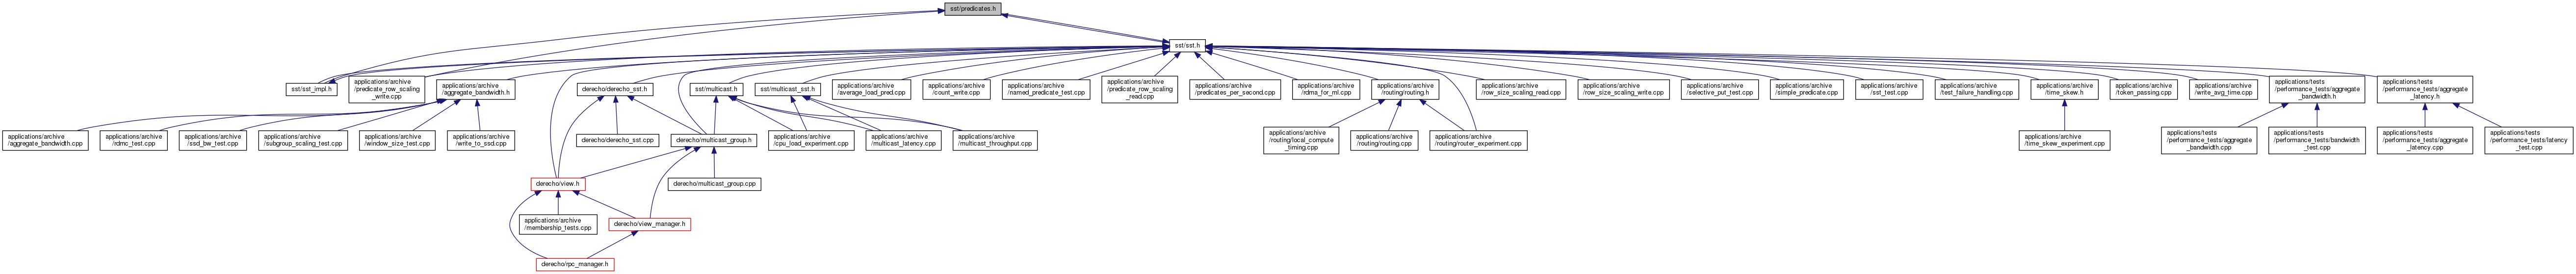 sst/predicates.h
sst/sst.h
sst/sst_impl.h
applications/archive
/predicate_row_scaling
_write.cpp
applications/archive
/aggregate_bandwidth.h
derecho/derecho_sst.h
sst/multicast.h
sst/multicast_sst.h
applications/archive
/average_load_pred.cpp
applications/archive
/count_write.cpp
applications/archive
/named_predicate_test.cpp
applications/archive
/predicate_row_scaling
_read.cpp
applications/archive
/predicates_per_second.cpp
applications/archive
/rdma_for_ml.cpp
applications/archive
/routing/routing.h
applications/archive
/row_size_scaling_read.cpp
applications/archive
/row_size_scaling_write.cpp
applications/archive
/selective_put_test.cpp
applications/archive
/simple_predicate.cpp
applications/archive
/sst_test.cpp
applications/archive
/test_failure_handling.cpp
applications/archive
/time_skew.h
applications/archive
/token_passing.cpp
applications/archive
/write_avg_time.cpp
applications/tests
/performance_tests/aggregate
_bandwidth.h
applications/tests
/performance_tests/aggregate
_latency.h
applications/archive
/aggregate_bandwidth.cpp
applications/archive
/rdmc_test.cpp
applications/archive
/ssd_bw_test.cpp
applications/archive
/subgroup_scaling_test.cpp
applications/archive
/window_size_test.cpp
applications/archive
/write_to_ssd.cpp
derecho/derecho_sst.cpp
derecho/multicast_group.h
applications/archive
/cpu_load_experiment.cpp
applications/archive
/multicast_latency.cpp
applications/archive
/multicast_throughput.cpp
applications/archive
/routing/local_compute
_timing.cpp
applications/archive
/routing/routing.cpp
applications/archive
/routing/router_experiment.cpp
applications/archive
/time_skew_experiment.cpp
applications/tests
/performance_tests/aggregate
_bandwidth.cpp
applications/tests
/performance_tests/bandwidth
_test.cpp
applications/tests
/performance_tests/aggregate
_latency.cpp
applications/tests
/performance_tests/latency
_test.cpp
derecho/view.h
derecho/multicast_group.cpp
applications/archive
/membership_tests.cpp
derecho/view_manager.h
derecho/rpc_manager.h